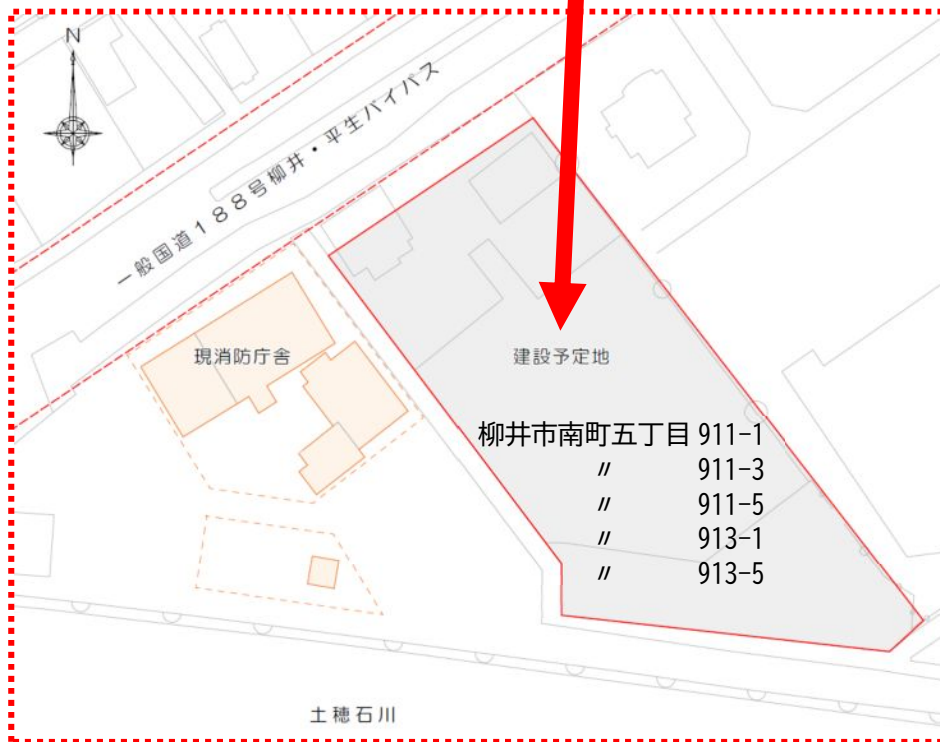 N
一般国道188号柳井・平生バイパス
現消防庁舎
建設予定地
柳井市南町五丁目 911-1
〃 911-3
〃 911-5
〃 913-1
〃 913-5
土穂石川